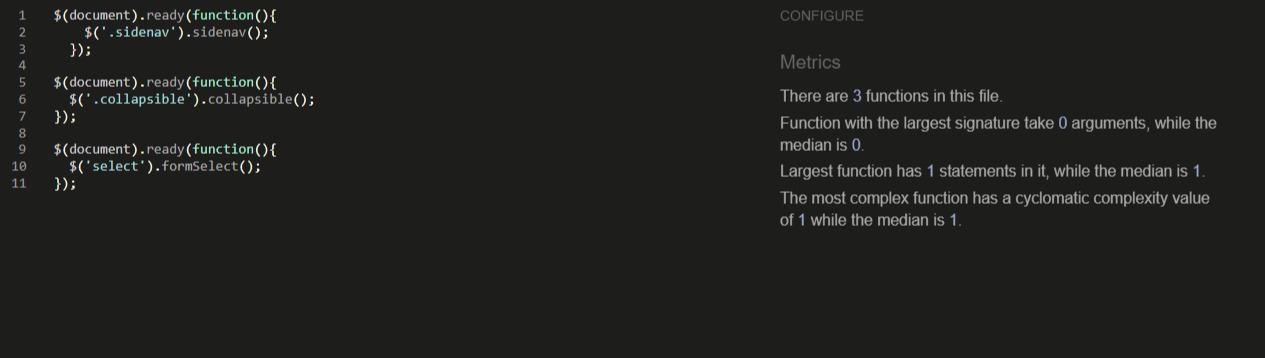 1 $(document).ready(function(){
2 $('.sidenav').sidenav();
3 });
4
5 $(document).ready(function(){
6 $('.collapsible').collapsible();
7 });
8
9 $(document).ready(function(){
10 $('select').formSelect();
11 });
CONFIGURE
Metrics
There are 3 functions in this file.
Function with the largest signature take 0 arguments, while the
median is 0.
Largest function has 1 statements in it, while the median is 1.
The most complex function has a cyclomatic complexity value
of 1 while the median is 1.